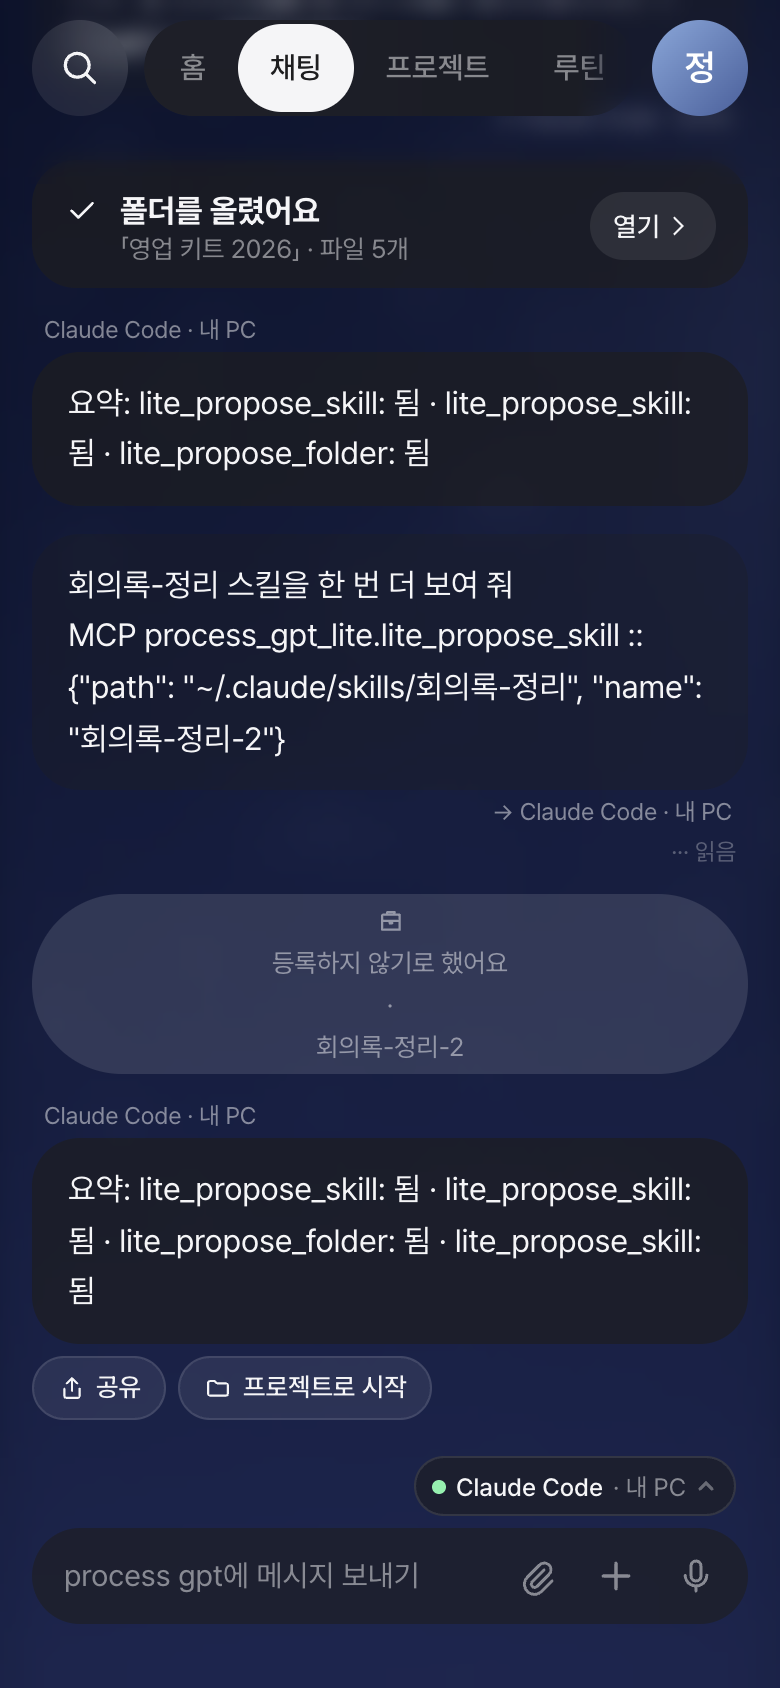 홈 채팅 프로젝트 루틴 정
폴더를 올렸어요
「영업 키트 2026」 · 파일 5개
열기
Claude Code · 내 PC
요약: lite_propose_skill: 됨 · lite_propose_skill:
됨 · lite_propose_folder: 됨
회의록-정리 스킬을 한 번 더 보여 줘
MCP process_gpt_lite.lite_propose_skill ::
{"path": "~/.claude/skills/회의록-정리", "name":
"회의록-정리-2"}
→ Claude Code · 내 PC
··· 읽음
등록하지 않기로 했어요
·
회의록-정리-2
Claude Code · 내 PC
요약: lite_propose_skill: 됨 · lite_propose_skill:
됨 · lite_propose_folder: 됨 · lite_propose_skill:
됨
공유 프로젝트로 시작
Claude Code · 내 PC
process gpt에 메시지 보내기